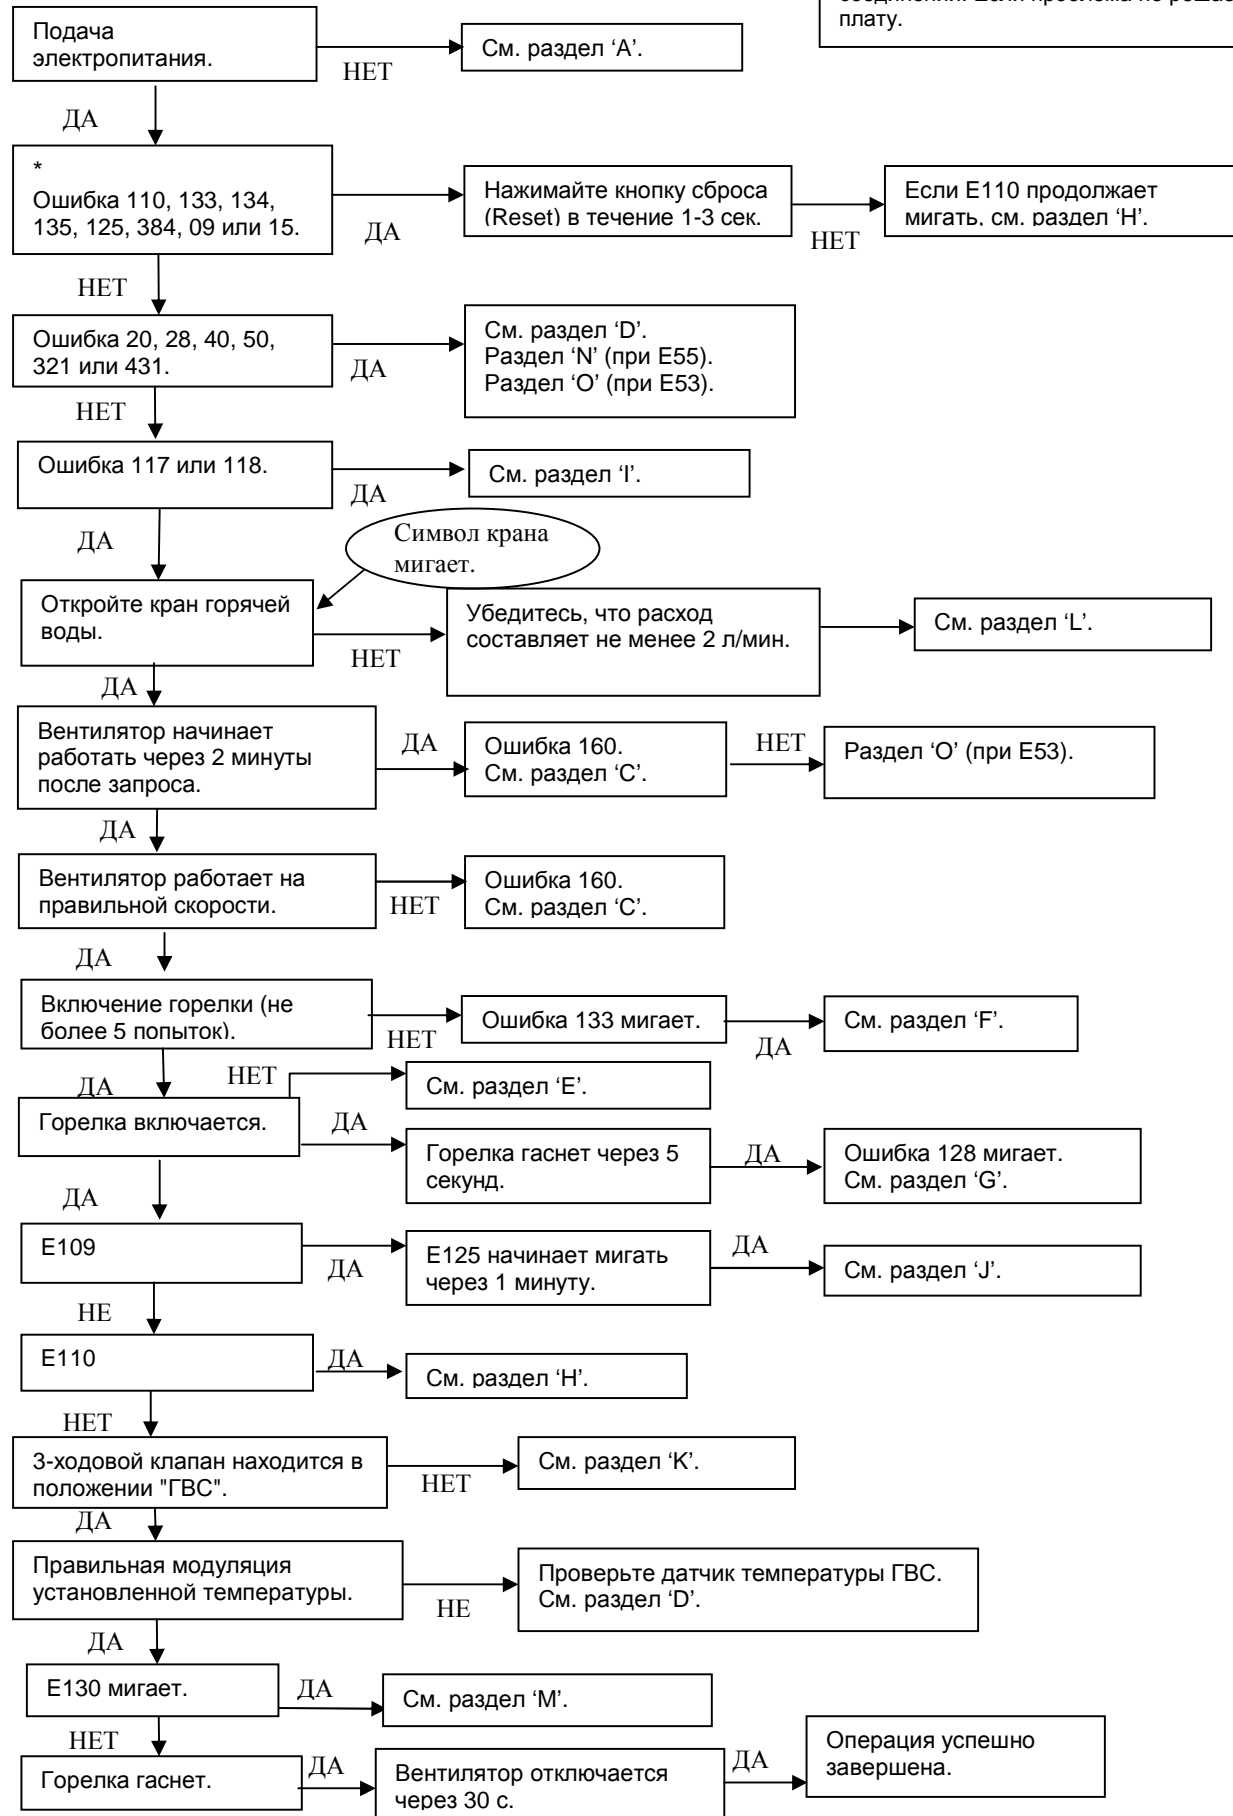 плату.
Подача
электропитания.
НЕТ
См. раздел ‘A’.
ДА
*
Ошибка 110, 133, 134,
135, 125, 384, 09 или 15.
ДА
Нажимайте кнопку сброса
(Reset) в течение 1-3 сек.
НЕТ
Если E110 продолжает
мигать, см. раздел ‘H’.
НЕТ
Ошибка 20, 28, 40, 50,
321 или 431.
ДА
См. раздел ‘D’.
Раздел ‘N’ (при E55).
Раздел ‘O’ (при E53).
НЕТ
Ошибка 117 или 118.
ДА
См. раздел ‘I’.
ДА
Символ крана
мигает.
Откройте кран горячей
воды.
НЕТ
Убедитесь, что расход
составляет не менее 2 л/мин.
См. раздел ‘L’.
ДА
Вентилятор начинает
работать через 2 минуты
после запроса.
ДА
Ошибка 160.
См. раздел ‘C’.
НЕТ
Раздел ‘O’ (при E53).
ДА
Вентилятор работает на
правильной скорости.
НЕТ
Ошибка 160.
См. раздел ‘C’.
ДА
Включение горелки (не
более 5 попыток).
НЕТ
Ошибка 133 мигает.
ДА
См. раздел ‘F’.
ДА
НЕТ
См. раздел ‘E’.
Горелка включается.
ДА
Горелка гаснет через 5
секунд.
ДА
Ошибка 128 мигает.
См. раздел ‘G’.
ДА
E109
ДА
E125 начинает мигать
через 1 минуту.
ДА
См. раздел ‘J’.
НЕ
E110
ДА
См. раздел ‘H’.
НЕТ
3-ходовой клапан находится в
положении "ГВС".
НЕТ
См. раздел ‘K’.
ДА
Правильная модуляция
установленной температуры.
НЕ
Проверьте датчик температуры ГВС.
См. раздел ‘D’.
ДА
E130 мигает.
ДА
См. раздел ‘M’.
НЕТ
Горелка гаснет.
ДА
Вентилятор отключается
через 30 с.
ДА
Операция успешно
завершена.